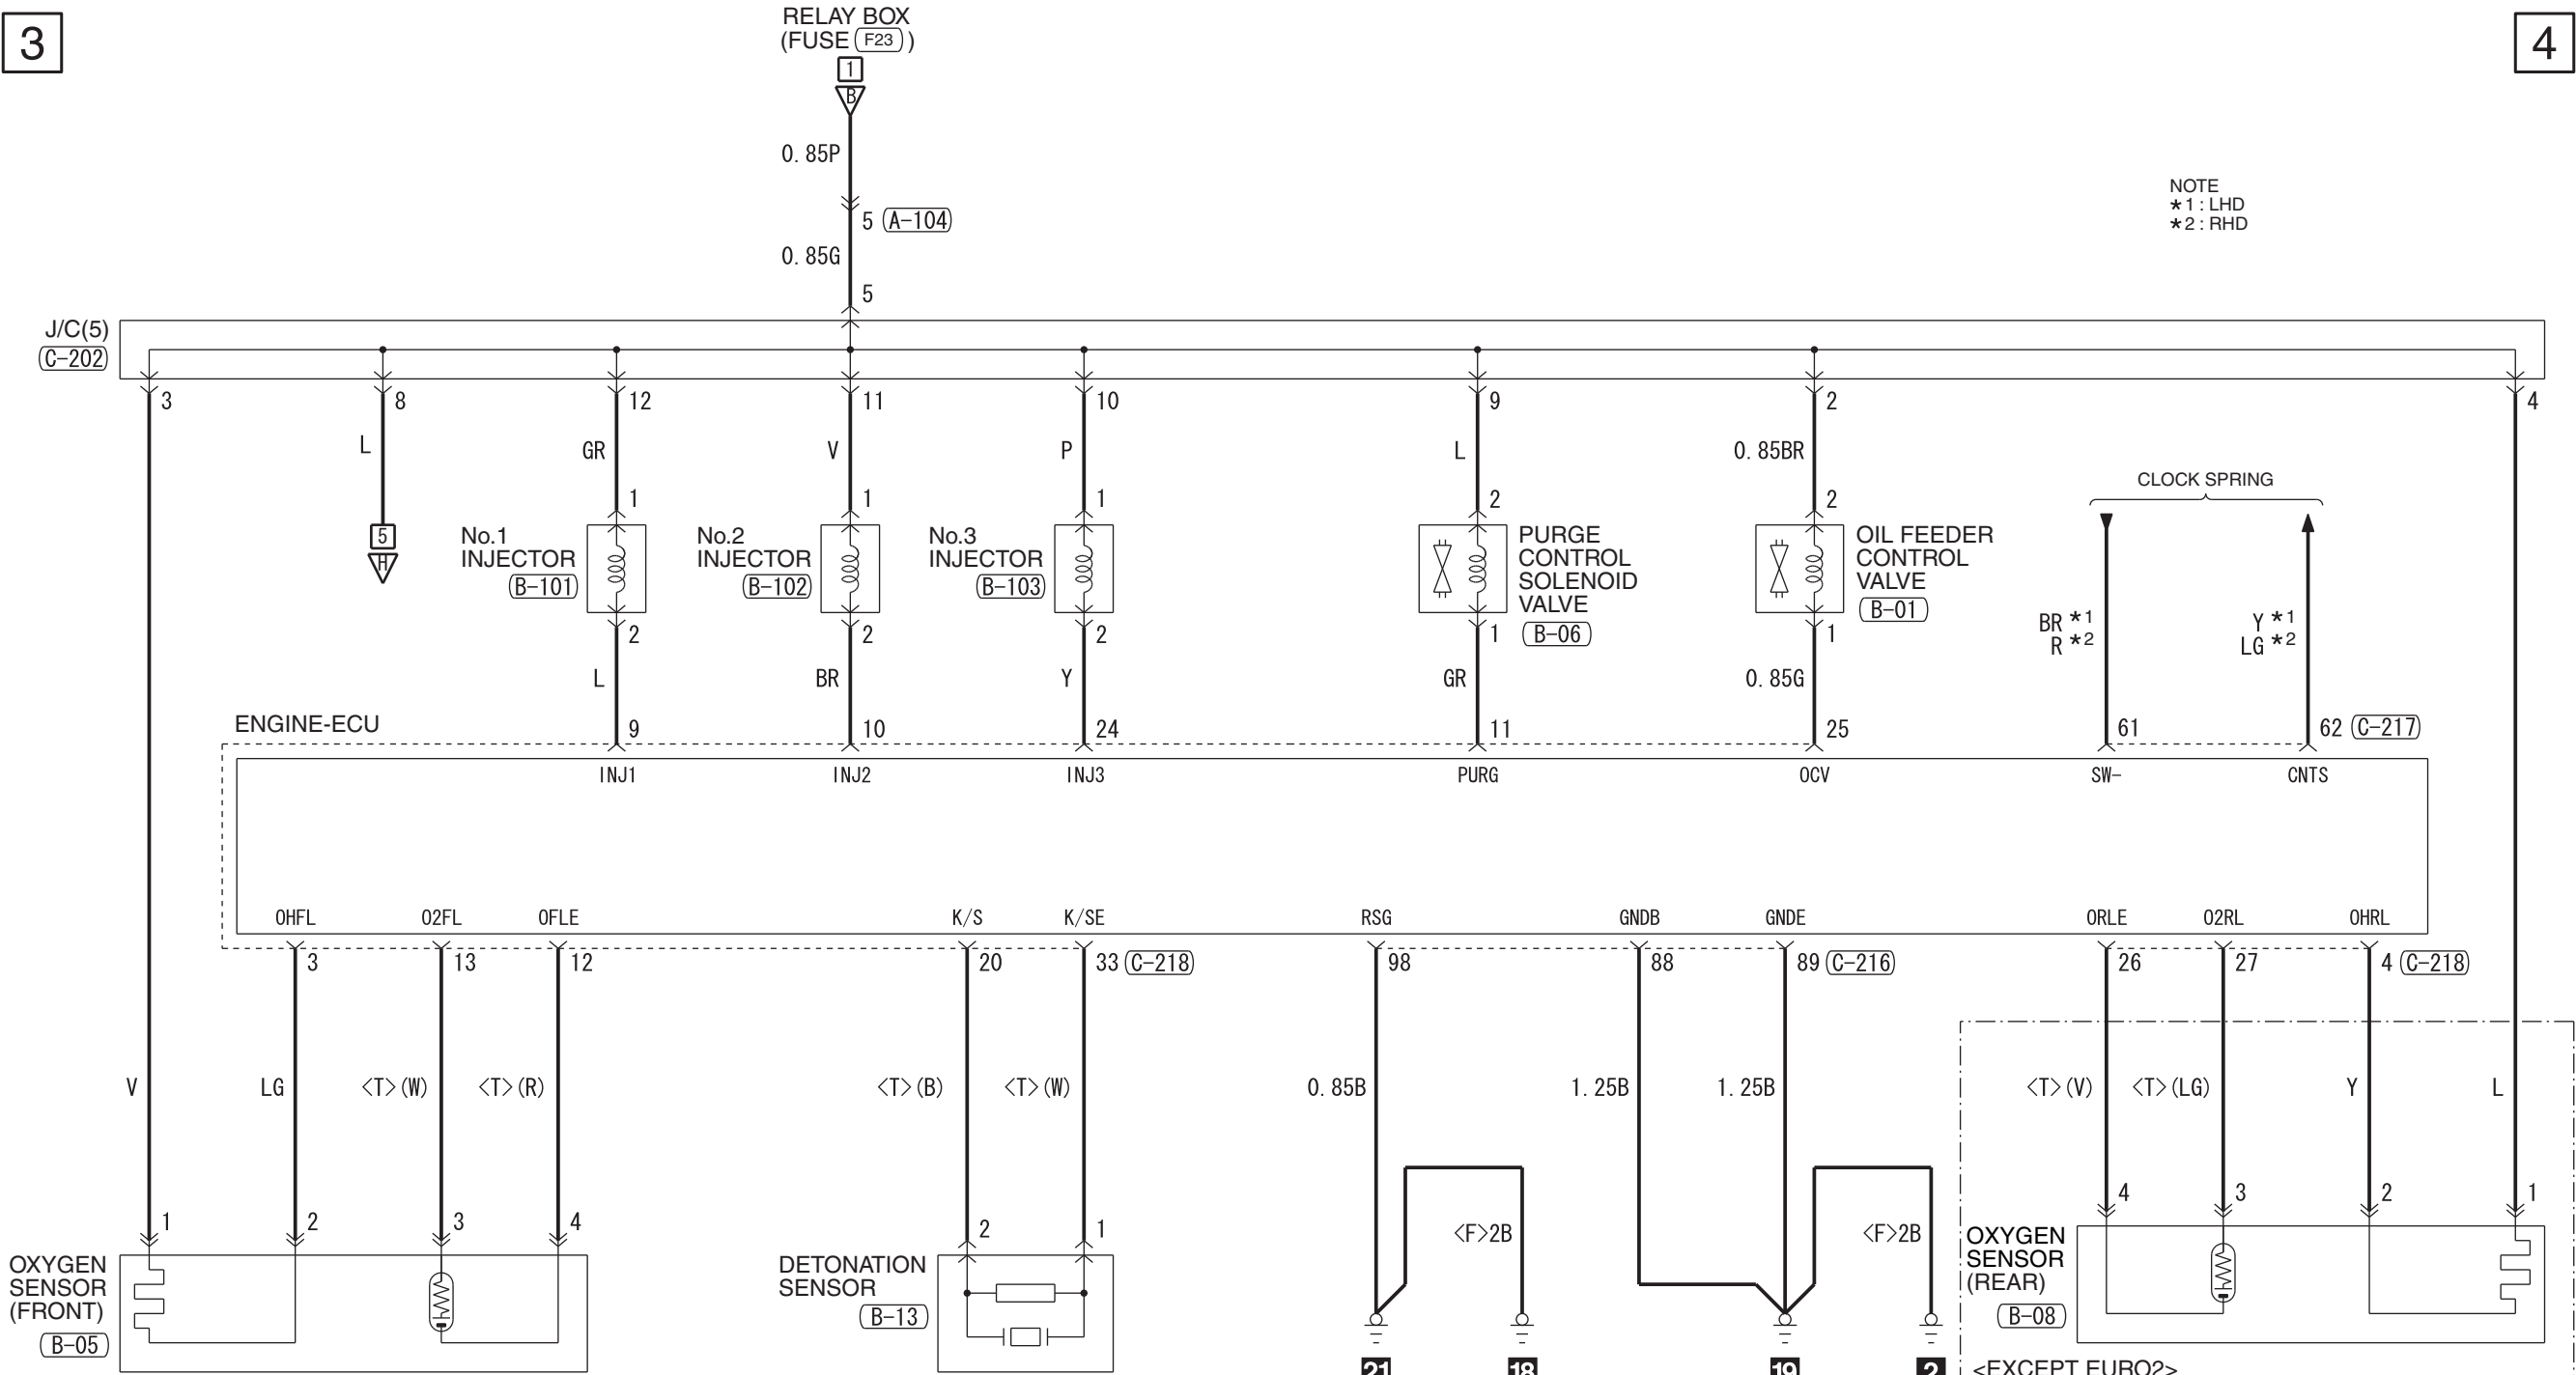 3
RELAY BOX
(FUSE F23 )
4
1
B
0.85P
NOTE
*1 : LHD
*2 : RHD
5 A-104
0.85G
5
J/C(5)
C-202
3 8 12 11 10 9 2 4
L GR V P L 0.85BR
CLOCK SPRING
1 1 1 2 2
5
H
No.1
INJECTOR
B-101
No.2
INJECTOR
B-102
No.3
INJECTOR
B-103
PURGE
CONTROL
SOLENOID
VALVE
B-06
OIL FEEDER
CONTROL
VALVE
B-01
BR *1
R *2
Y *1
LG *2
2 2 2 1 1
L BR Y GR 0.85G
ENGINE-ECU
9 10 24 11 25 61 62 C-217
INJ1 INJ2 INJ3 PURG OCV SW- CNTS
OHFL O2FL OFLE K/S K/SE RSG GNDB GNDE ORLE O2RL OHRL
3 13 12 20 33 C-218 98 88 89 C-216 26 27 4 C-218
V LG <T>(W) <T>(R) <T>(B) <T>(W) 0.85B 1.25B 1.25B <T>(V) <T>(LG) Y L
1 2 3 4 2 1 4 3 2 1
<F>2B <F>2B
OXYGEN
SENSOR
(FRONT)
B-05
DETONATION
SENSOR
B-13
OXYGEN
SENSOR
(REAR)
B-08
21 18 19 2
<EXCEPT EURO2>